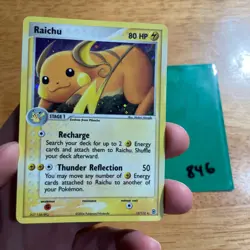 Raichu
80 HP
STAGE 1
Evolves from Pikachu
Recharge
Search your deck for up to 2 Energy
cards and attach them to Raichu. Shuffle
your deck afterward.
Thunder Reflection 50
You may move any number of Energy
cards attached to Raichu to another of
your Pokémon.
846